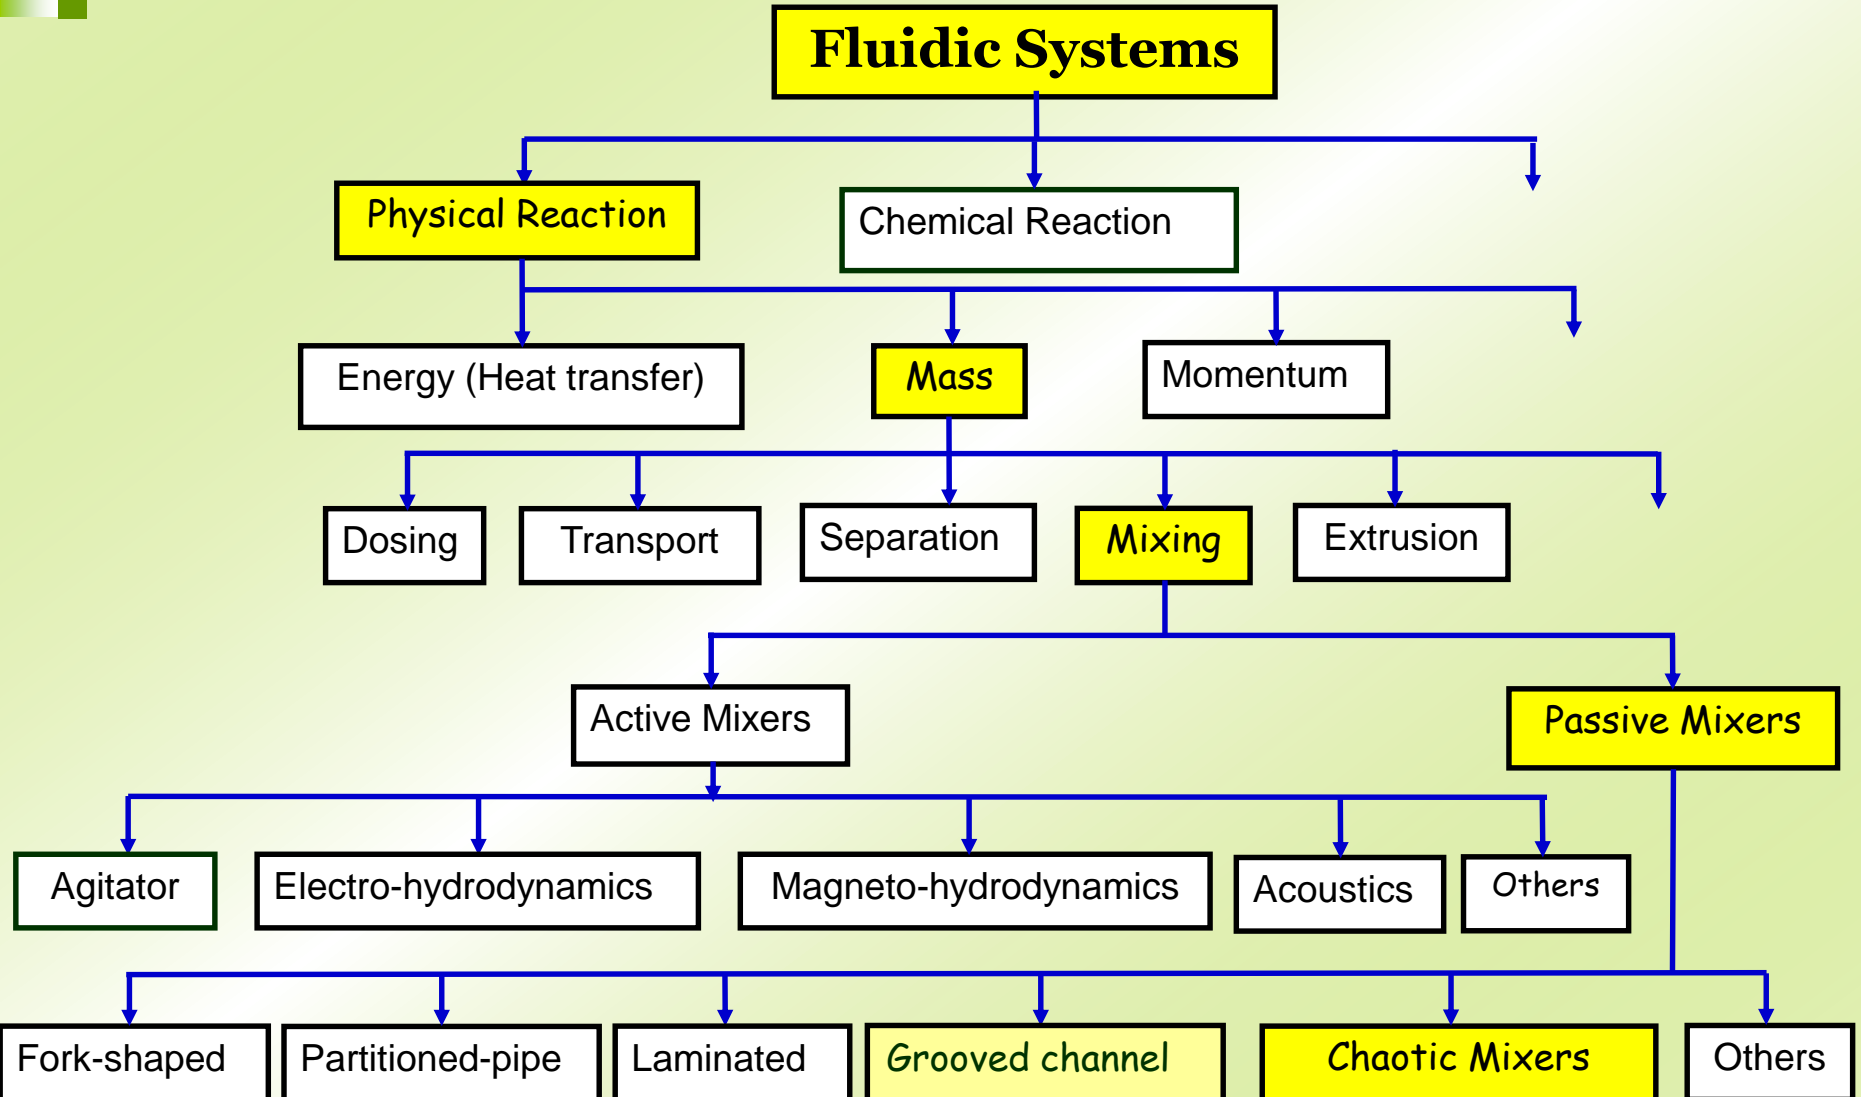 Fluidic Systems
Physical Reaction
Chemical Reaction
Energy (Heat transfer)
Mass
Momentum
Dosing
Transport
Separation
Mixing
Extrusion
Active Mixers
Passive Mixers
Agitator
Electro-hydrodynamics
Magneto-hydrodynamics
Acoustics
Others
Fork-shaped
Partitioned-pipe
Laminated
Grooved channel
Chaotic Mixers
Others